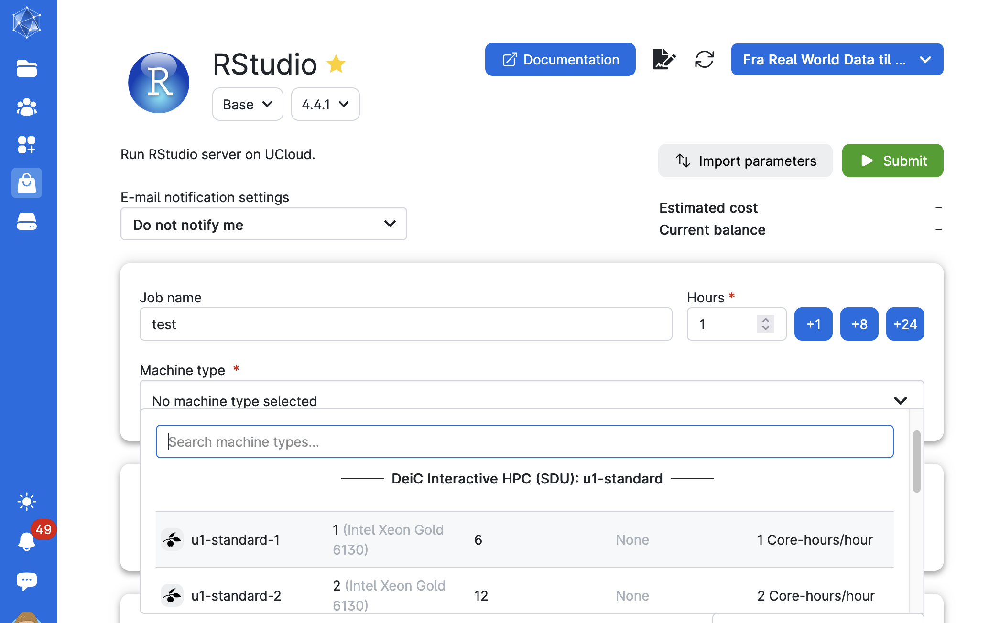 R
RStudio
Documentation
Fra Real World Data til ...
Base
4.4.1
Run RStudio server on UCloud.
Import parameters
Submit
E-mail notification settings
Do not notify me
Estimated cost –
Current balance –
Job name
test
Hours *
1
+1
+8
+24
Machine type *
No machine type selected
Search machine types...
DeiC Interactive HPC (SDU): u1-standard
u1-standard-1
1 (Intel Xeon Gold
6130)
6
None
1 Core-hours/hour
u1-standard-2
2 (Intel Xeon Gold
6130)
12
None
2 Core-hours/hour
49